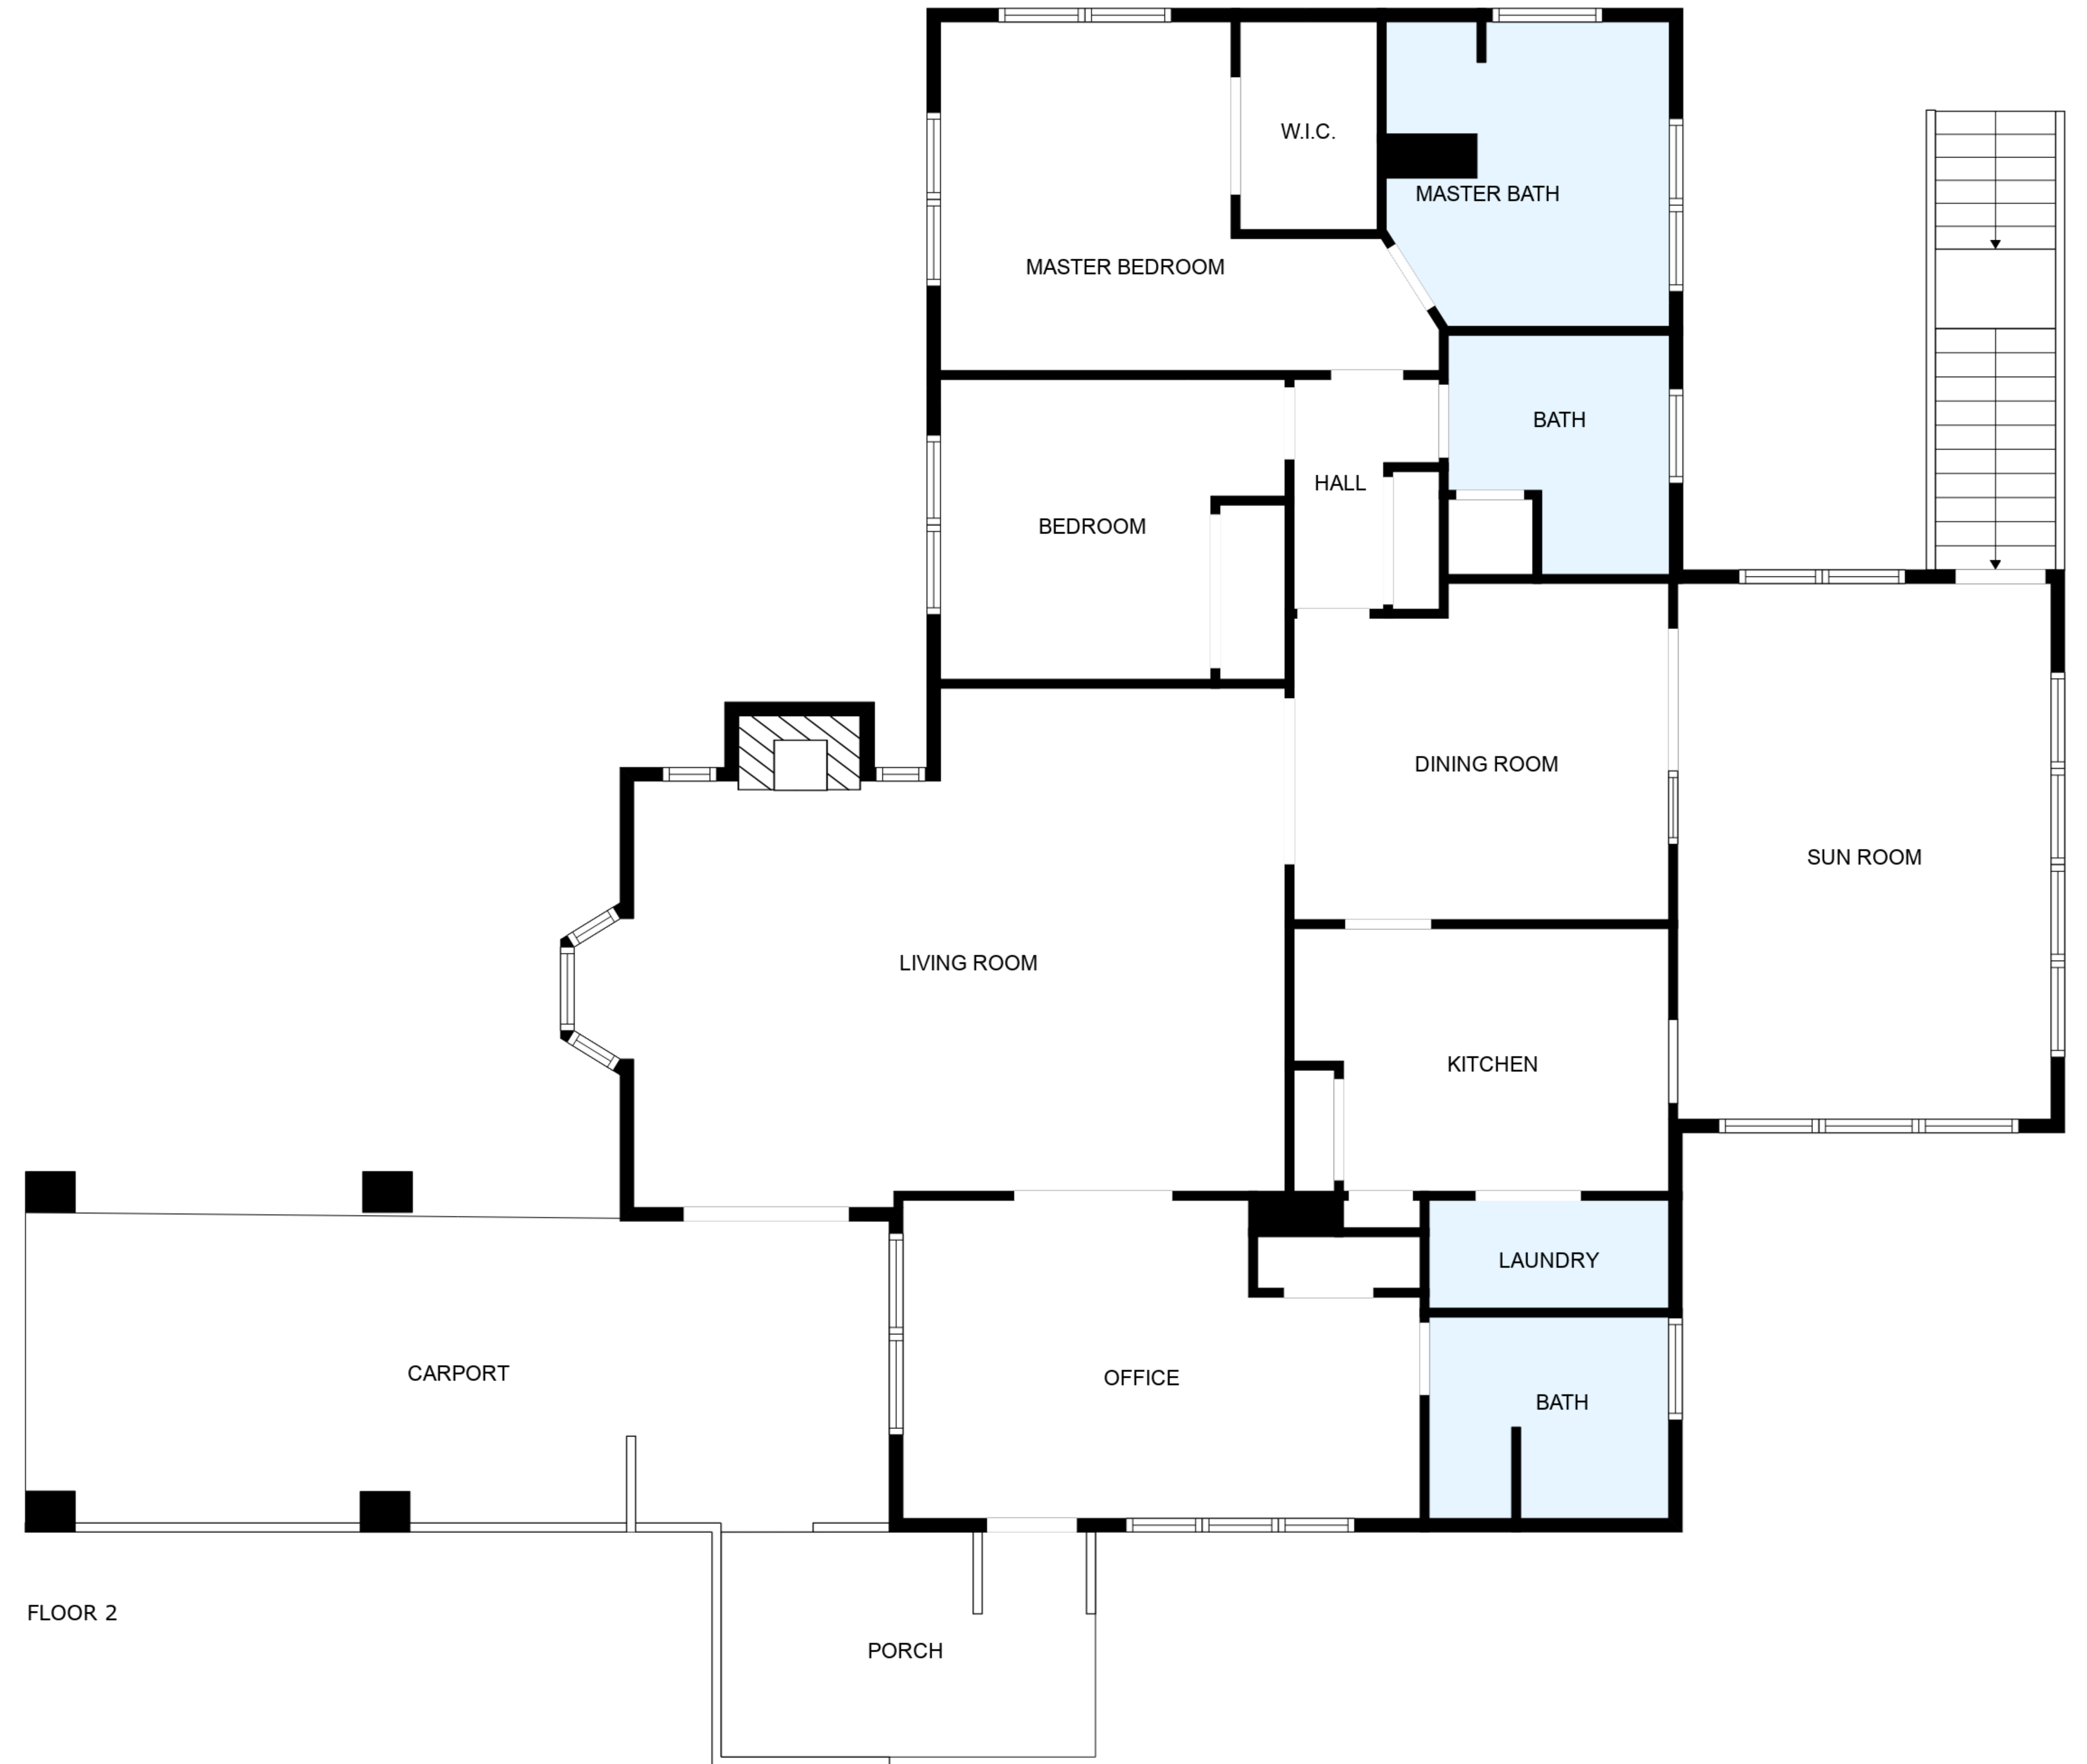 W.I.C.
MASTER BATH
MASTER BEDROOM
BATH
HALL
BEDROOM
DINING ROOM
SUN ROOM
LIVING ROOM
KITCHEN
LAUNDRY
CARPORT
OFFICE
BATH
FLOOR 2
PORCH